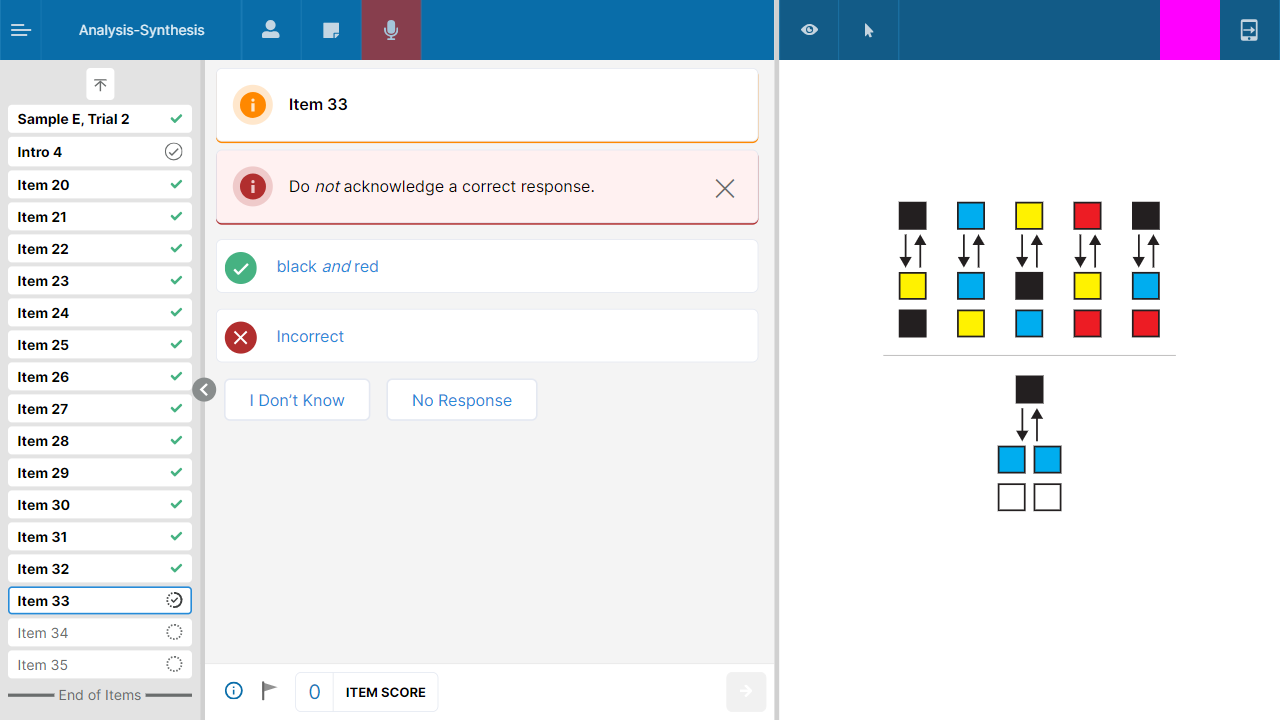 Analysis-Synthesis
Sample E, Trial 2
Intro 4
Item 20
Item 21
Item 22
Item 23
Item 24
Item 25
Item 26
Item 27
Item 28
Item 29
Item 30
Item 31
Item 32
Item 33
Item 34
Item 35
End of Items
Item 33
Do not acknowledge a correct response.
black and red
Incorrect
I Don’t Know
No Response
0 ITEM SCORE